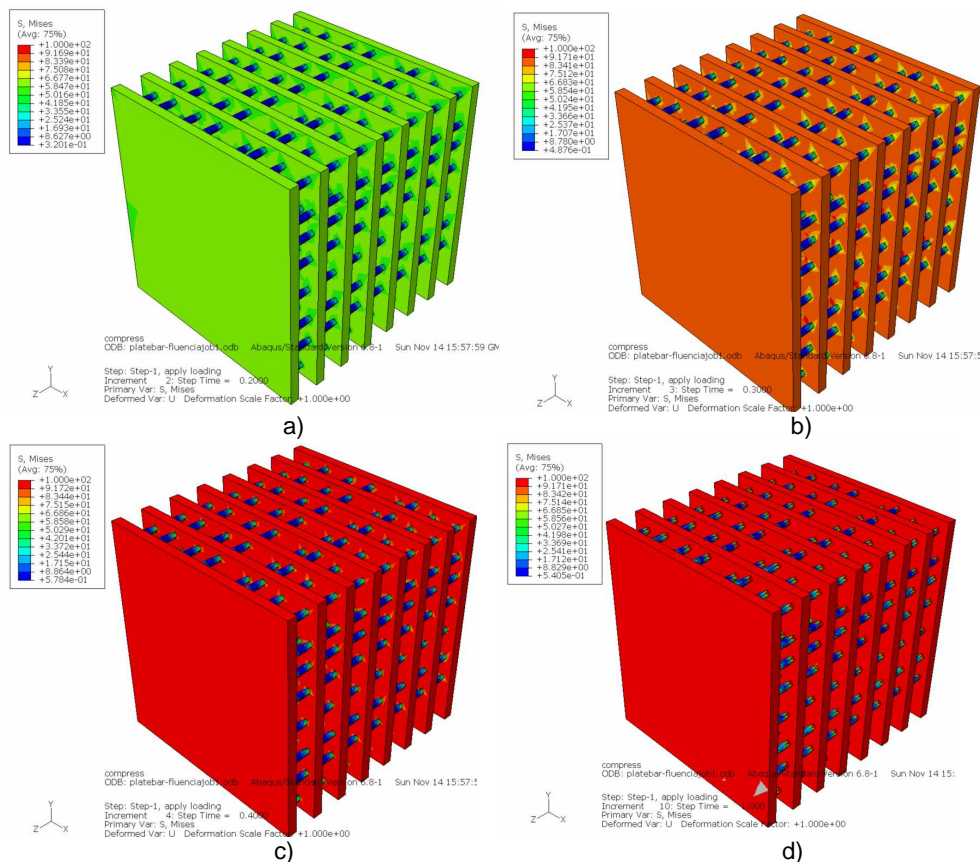 S, Mises
(Avg: 75%)
+1.000e+02
+9.169e+01
+8.339e+01
+7.508e+01
+6.677e+01
+5.847e+01
+5.016e+01
+4.185e+01
+3.355e+01
+2.524e+01
+1.693e+01
+8.627e+00
+3.201e-01
compress
ODB: platebar-fluenciajob1.odb Abaqus/Standard Version 6.8-1 Sun Nov 14 15:57:59 GM
Step: Step-1, apply loading
Increment 2: Step Time = 0.2000
Primary Var: S, Mises
Deformed Var: U Deformation Scale Factor: +1.000e+00
Y
Z X
a)
S, Mises
(Avg: 75%)
+1.000e+02
+9.171e+01
+8.341e+01
+7.512e+01
+6.683e+01
+5.854e+01
+5.024e+01
+4.195e+01
+3.366e+01
+2.537e+01
+1.707e+01
+8.780e+00
+4.876e-01
compress
ODB: platebar-fluenciajob1.odb Abaqus/Standard Version 6.8-1 Sun Nov 14 15:57:5
Step: Step-1, apply loading
Increment 3: Step Time = 0.3000
Primary Var: S, Mises
Deformed Var: U Deformation Scale Factor: +1.000e+00
Y
Z X
b)
S, Mises
(Avg: 75%)
+1.000e+02
+9.172e+01
+8.344e+01
+7.515e+01
+6.686e+01
+5.858e+01
+5.029e+01
+4.201e+01
+3.372e+01
+2.544e+01
+1.715e+01
+8.864e+00
+5.784e-01
compress
ODB: platebar-fluenciajob1.odb Abaqus/Standard Version 6.8-1 Sun Nov 14 15:57:5
Step: Step-1, apply loading
Increment 4: Step Time = 0.4000
Primary Var: S, Mises
Deformed Var: U Deformation Scale Factor: +1.000e+00
Y
Z X
c)
S, Mises
(Avg: 75%)
+1.000e+02
+9.171e+01
+8.342e+01
+7.514e+01
+6.685e+01
+5.856e+01
+5.027e+01
+4.198e+01
+3.369e+01
+2.541e+01
+1.712e+01
+8.829e+00
+5.405e-01
compress
ODB: platebar-fluenciajob1.odb Abaqus/Standard Version 6.8-1 Sun Nov 14 15:
Step: Step-1, apply loading
Increment 10: Step Time = 1.000
Primary Var: S, Mises
Deformed Var: U Deformation Scale Factor: +1.000e+00
Y
Z X
d)